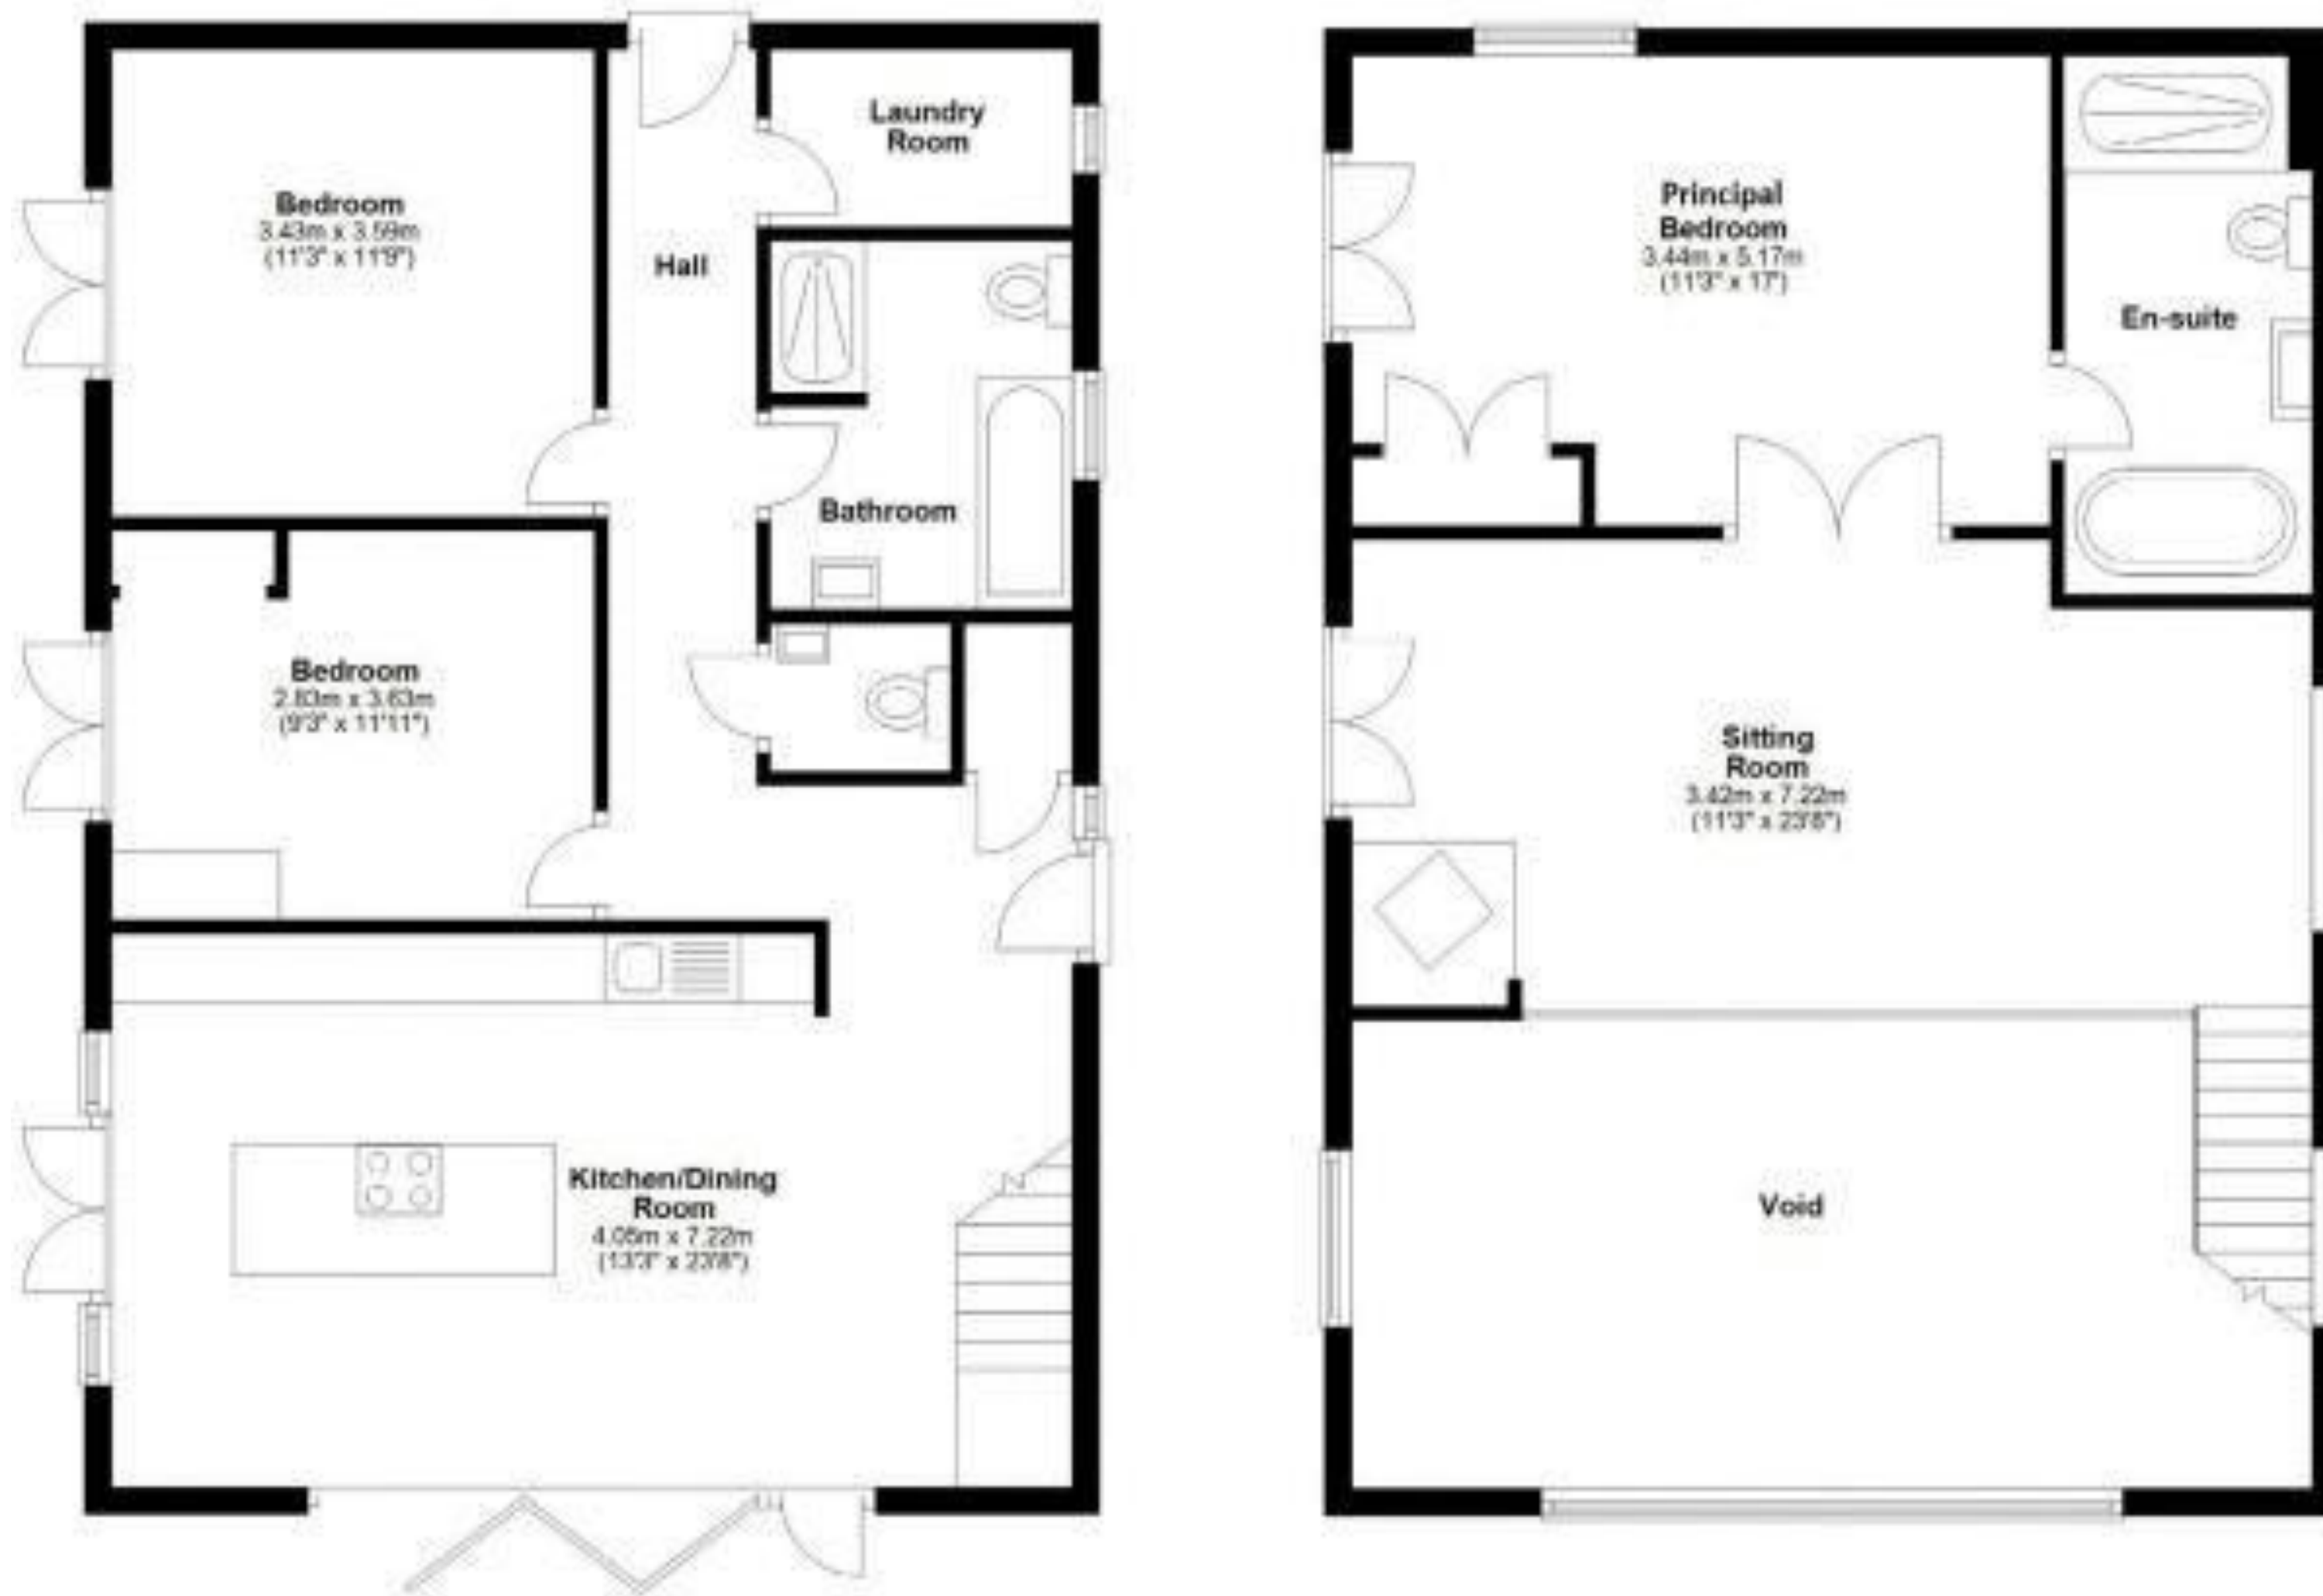 Laundry
Room
Bedroom
3.43m x 3.59m
(11'3" x 11'9")
Hall
Bathroom
Bedroom
2.83m x 3.63m
(9'3" x 11'11")
Kitchen/Dining
Room
4.05m x 7.22m
(13'3" x 23'8")
Principal
Bedroom
3.44m x 5.17m
(11'3" x 17')
En-suite
Sitting
Room
3.42m x 7.22m
(11'3" x 23'8")
Void